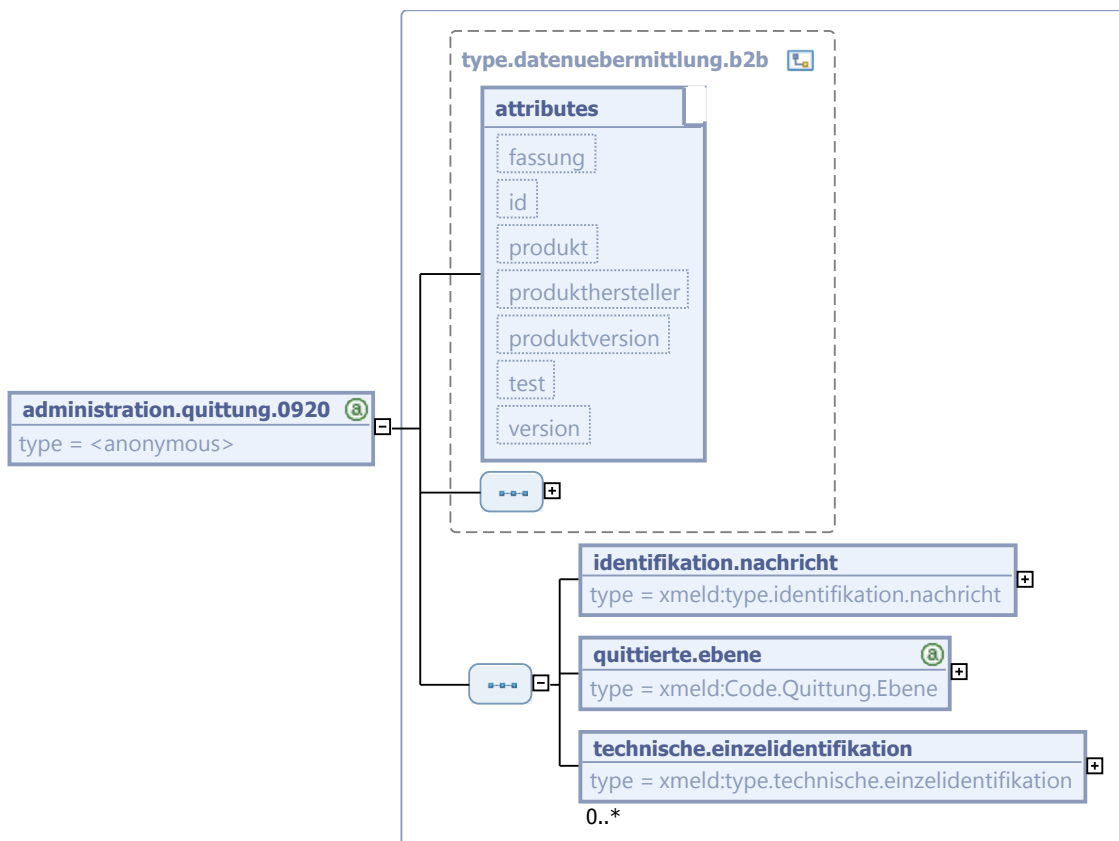 type.datenuebermittlung.b2b
attributes
fassung
id
produkt
produkthersteller
produktversion
test
version
administration.quittung.0920 a
type = <anonymous>
identifikation.nachricht
type = xmeld:type.identifikation.nachricht
quittierte.ebene a
type = xmeld:Code.Quittung.Ebene
technische.einzelidentifikation
type = xmeld:type.technische.einzelidentifikation
0..*